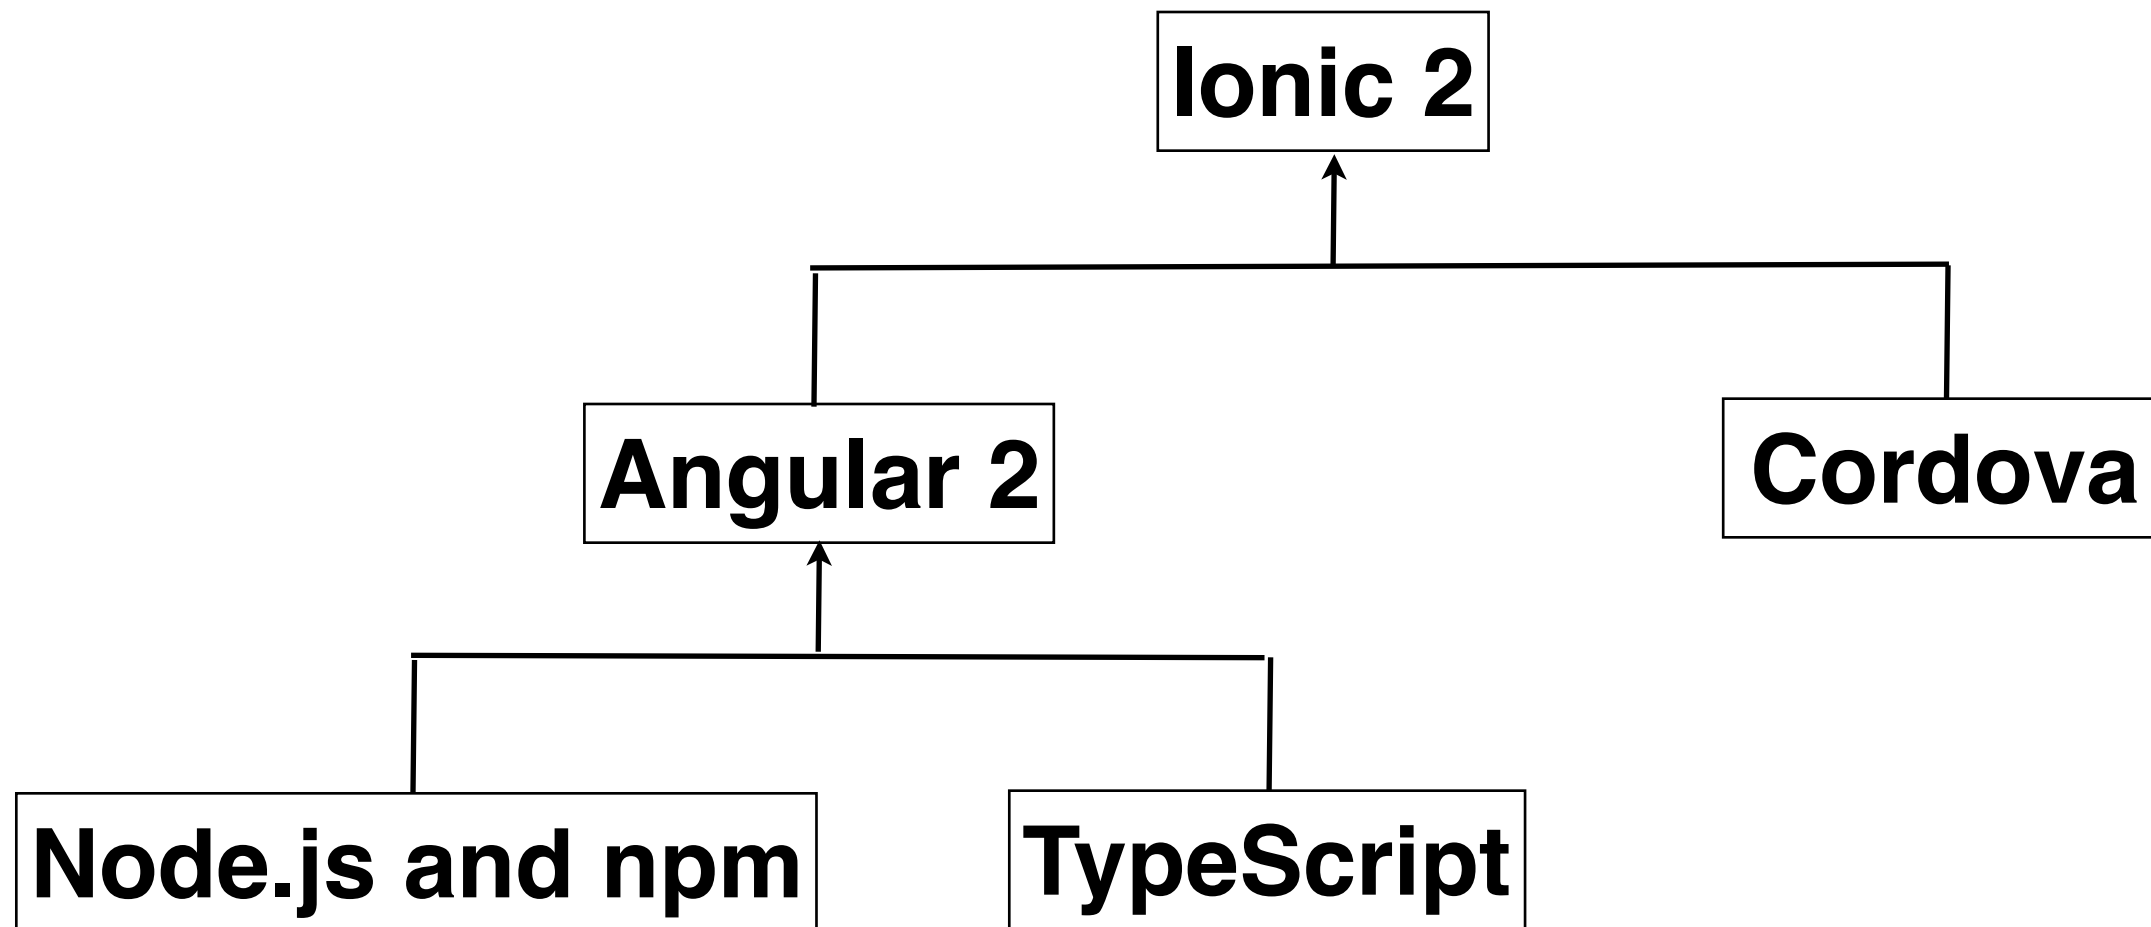 Ionic 2
Angular 2
Cordova
Node.js and npm
TypeScript